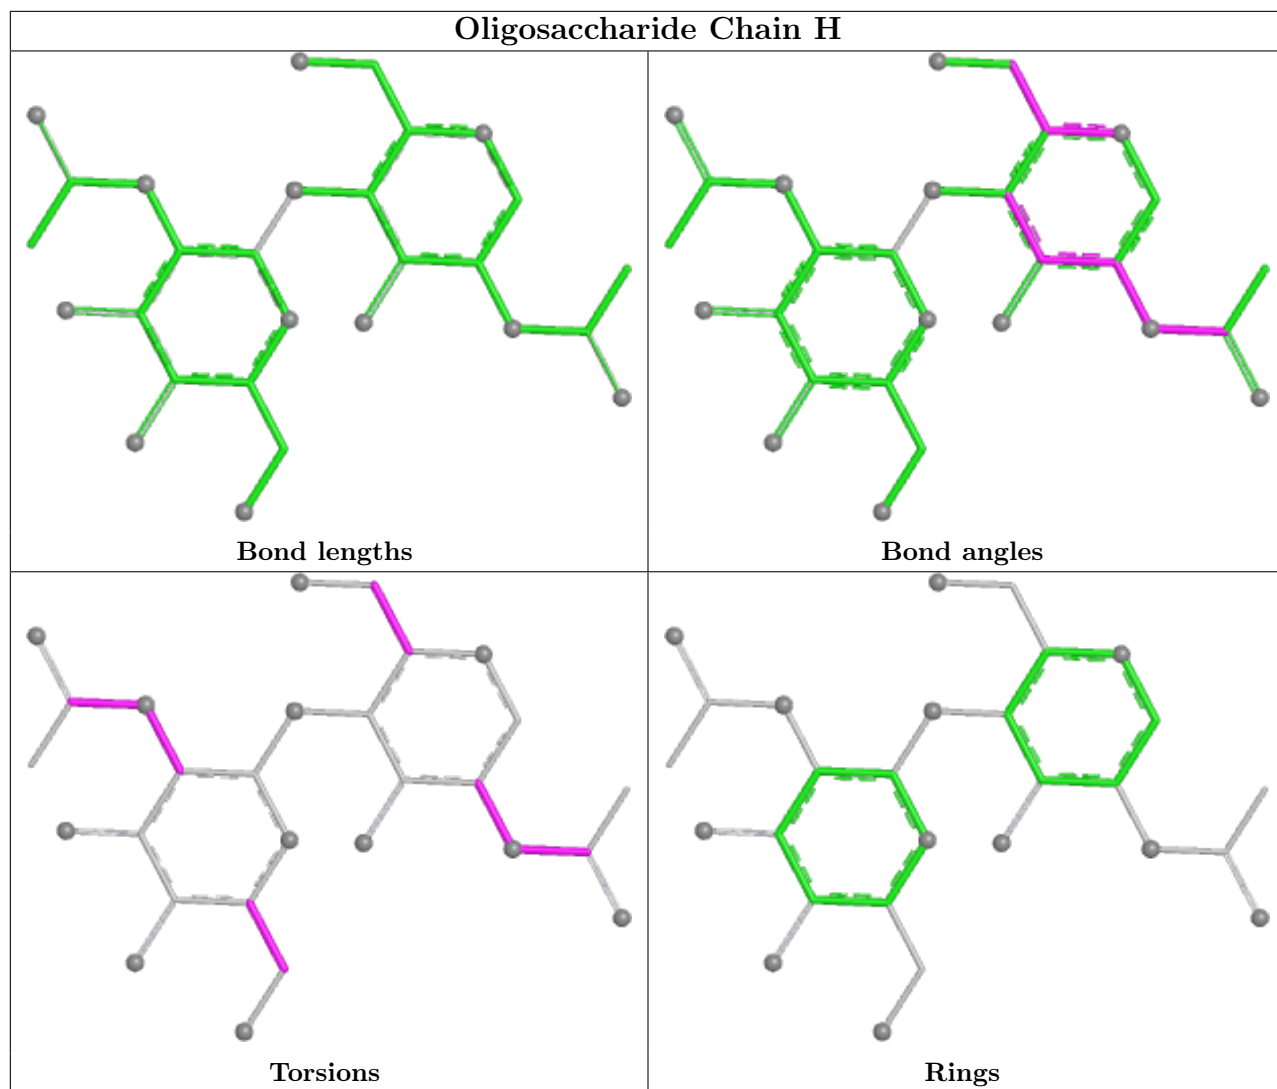 Oligosaccharide Chain H
Bond lengths
Bond angles
Torsions
Rings